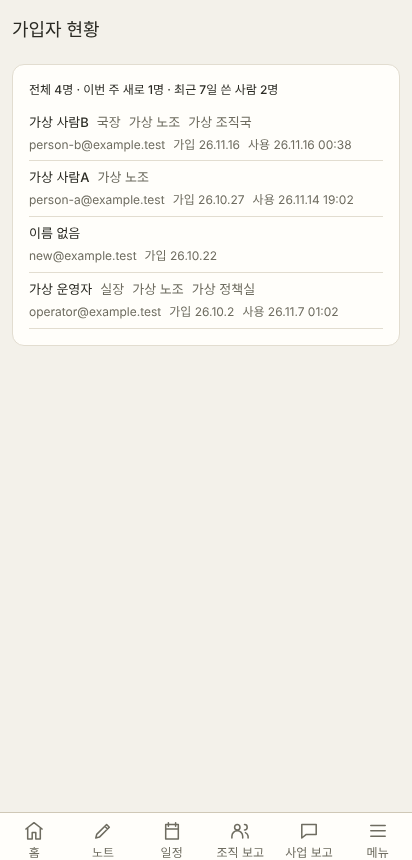 가입자 현황
전체 4명 · 이번 주 새로 1명 · 최근 7일 쓴 사람 2명
가상 사람B 국장 가상 노조 가상 조직국
person-b@example.test 가입 26.11.16 사용 26.11.16 00:38
가상 사람A 가상 노조
person-a@example.test 가입 26.10.27 사용 26.11.14 19:02
이름 없음
new@example.test 가입 26.10.22
가상 운영자 실장 가상 노조 가상 정책실
operator@example.test 가입 26.10.2 사용 26.11.7 01:02
홈 노트 일정 조직 보고 사업 보고 메뉴